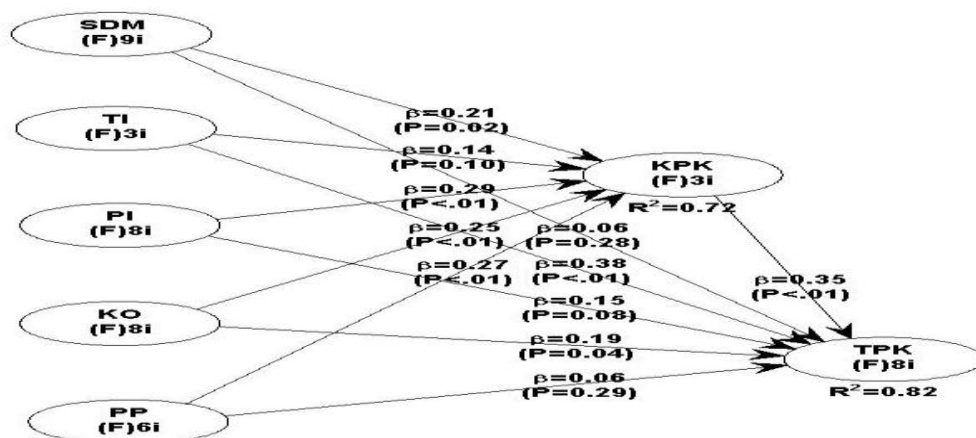 SDM
(F)9i
TI
(F)3i
PI
(F)8i
KO
(F)8i
PP
(F)6i
β=0.21
(P=0.02)
β=0.14
(P=0.10)
β=0.29
(P<.01)
β=0.25
(P<.01)
β=0.27
(P<.01)
β=0.06
(P=0.28)
β=0.38
(P<.01)
β=0.15
(P=0.08)
β=0.19
(P=0.04)
β=0.06
(P=0.29)
KPK
(F)3i
R²=0.72
β=0.35
(P<.01)
TPK
(F)8i
R²=0.82